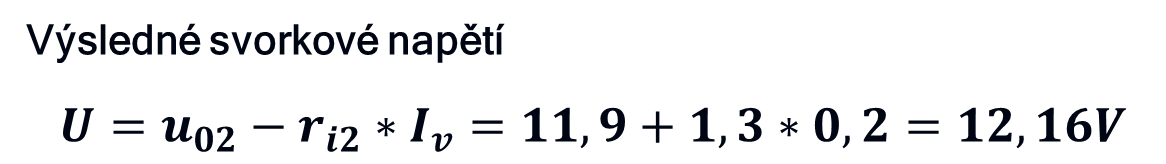 Výsledné svorkové napětí
U = u₀₂ − rᵢ₂ * Iᵥ = 11, 9 + 1, 3 * 0, 2 = 12, 16V